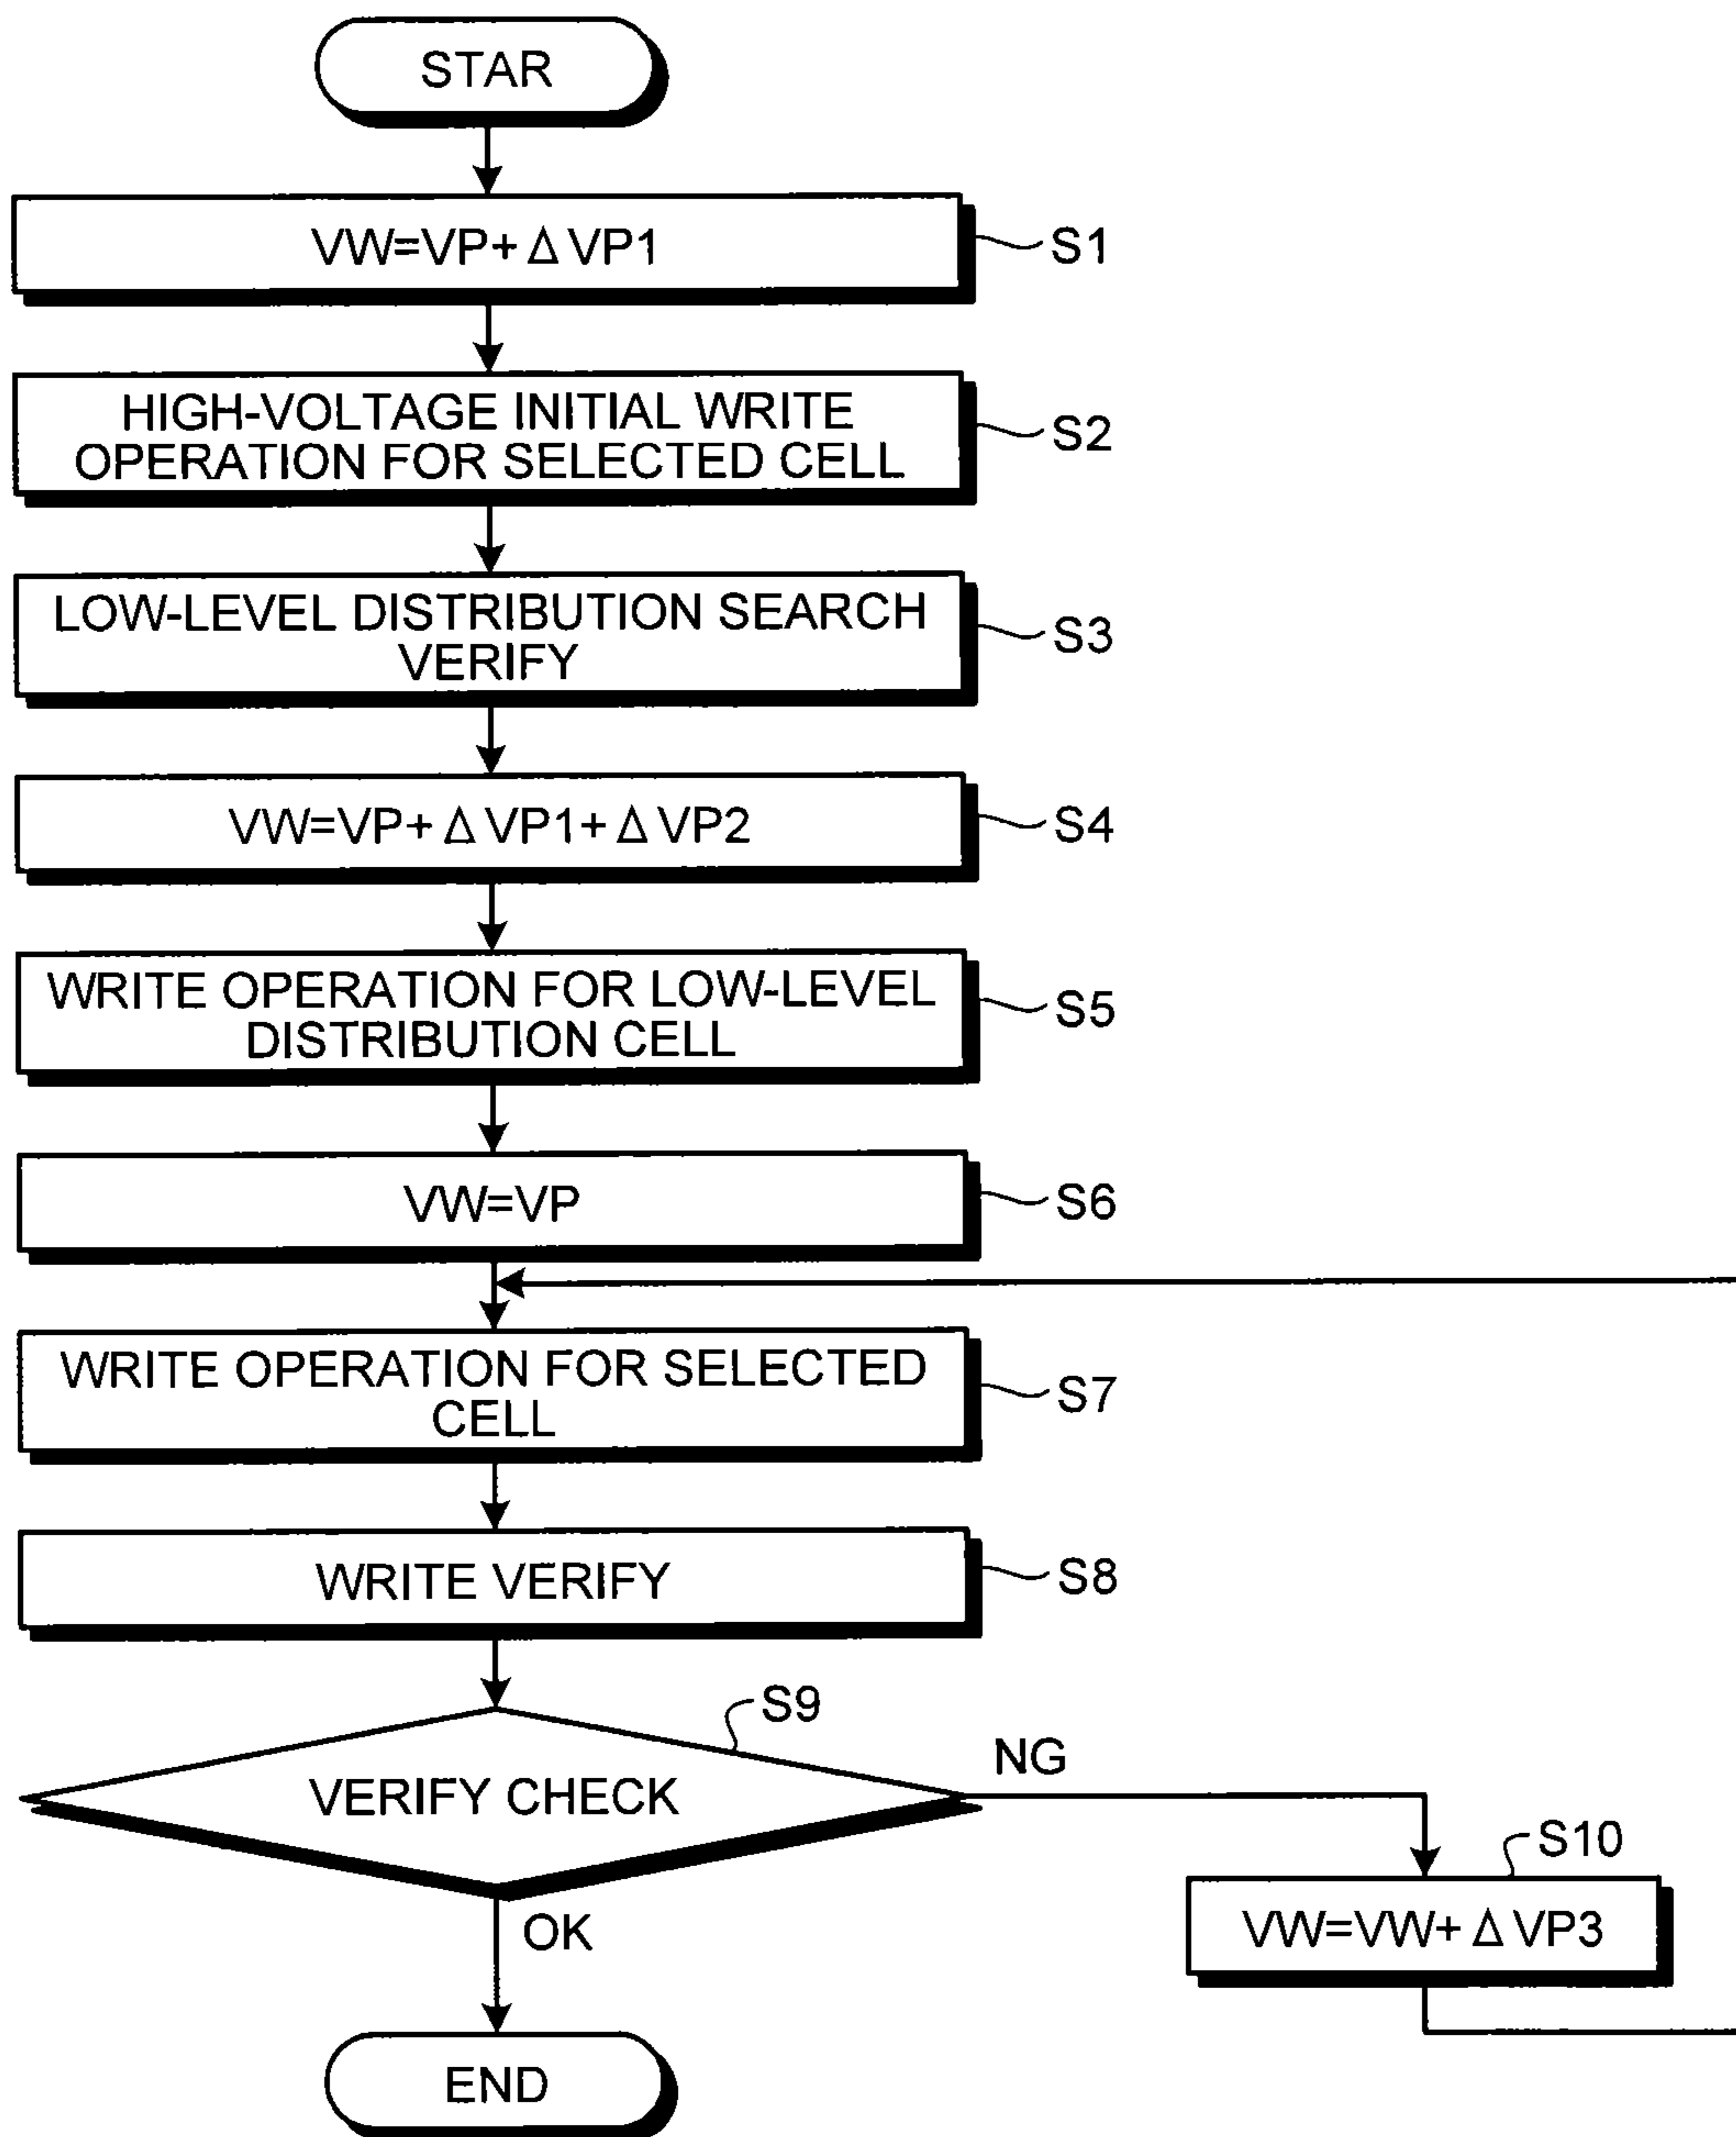 STAR
VW=VP+ΔVP1
S1
HIGH-VOLTAGE INITIAL WRITE
OPERATION FOR SELECTED CELL
S2
LOW-LEVEL DISTRIBUTION SEARCH
VERIFY
S3
VW=VP+ΔVP1+ΔVP2
S4
WRITE OPERATION FOR LOW-LEVEL
DISTRIBUTION CELL
S5
VW=VP
S6
WRITE OPERATION FOR SELECTED
CELL
S7
WRITE VERIFY
S8
S9
VERIFY CHECK
NG
S10
VW=VW+ΔVP3
OK
END